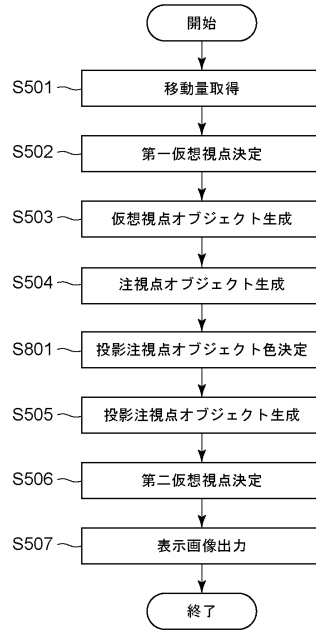 開始
S501 移動量取得
S502 第一仮想視点決定
S503 仮想視点オブジェクト生成
S504 注視点オブジェクト生成
S801 投影注視点オブジェクト色決定
S505 投影注視点オブジェクト生成
S506 第二仮想視点決定
S507 表示画像出力
終了